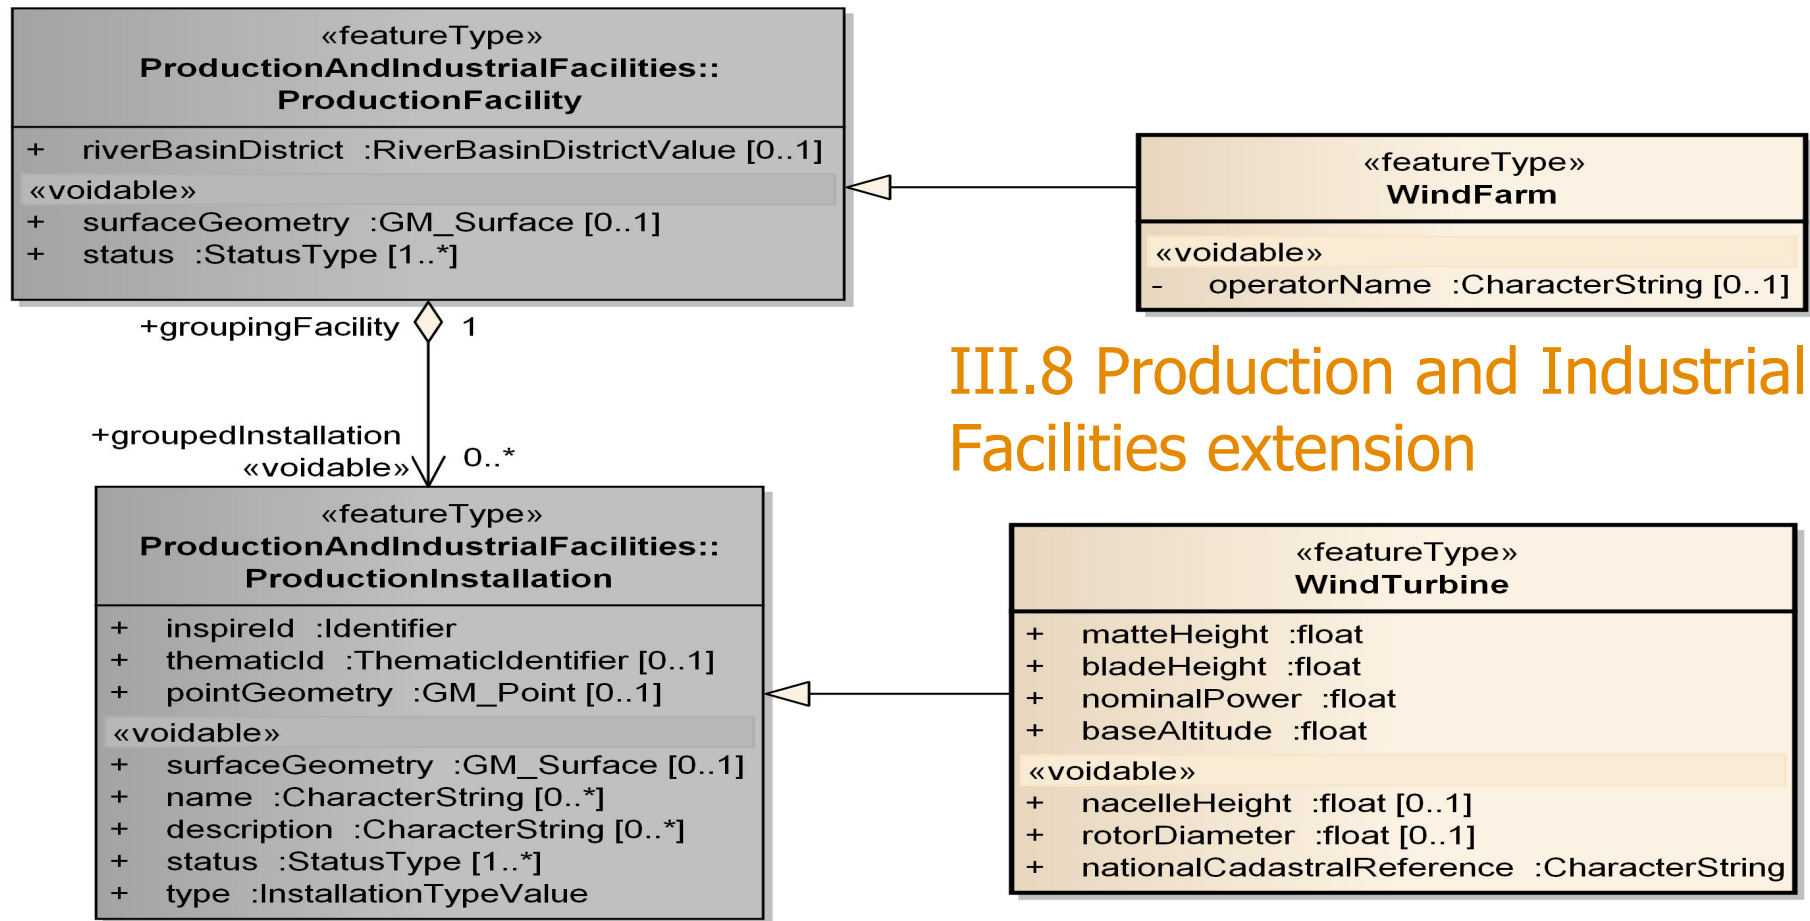 «featureType»
ProductionAndIndustrialFacilities::
ProductionFacility
+ riverBasinDistrict :RiverBasinDistrictValue [0..1]
«voidable»
+ surfaceGeometry :GM_Surface [0..1]
+ status :StatusType [1..*]
«featureType»
WindFarm
«voidable»
- operatorName :CharacterString [0..1]
+groupingFacility 1
III.8 Production and Industrial
Facilities extension
+groupedInstallation
«voidable» 0..*
«featureType»
ProductionAndIndustrialFacilities::
ProductionInstallation
+ inspireId :Identifier
+ thematicId :ThematicIdentifier [0..1]
+ pointGeometry :GM_Point [0..1]
«voidable»
+ surfaceGeometry :GM_Surface [0..1]
+ name :CharacterString [0..*]
+ description :CharacterString [0..*]
+ status :StatusType [1..*]
+ type :InstallationTypeValue
«featureType»
WindTurbine
+ matteHeight :float
+ bladeHeight :float
+ nominalPower :float
+ baseAltitude :float
«voidable»
+ nacelleHeight :float [0..1]
+ rotorDiameter :float [0..1]
+ nationalCadastralReference :CharacterString